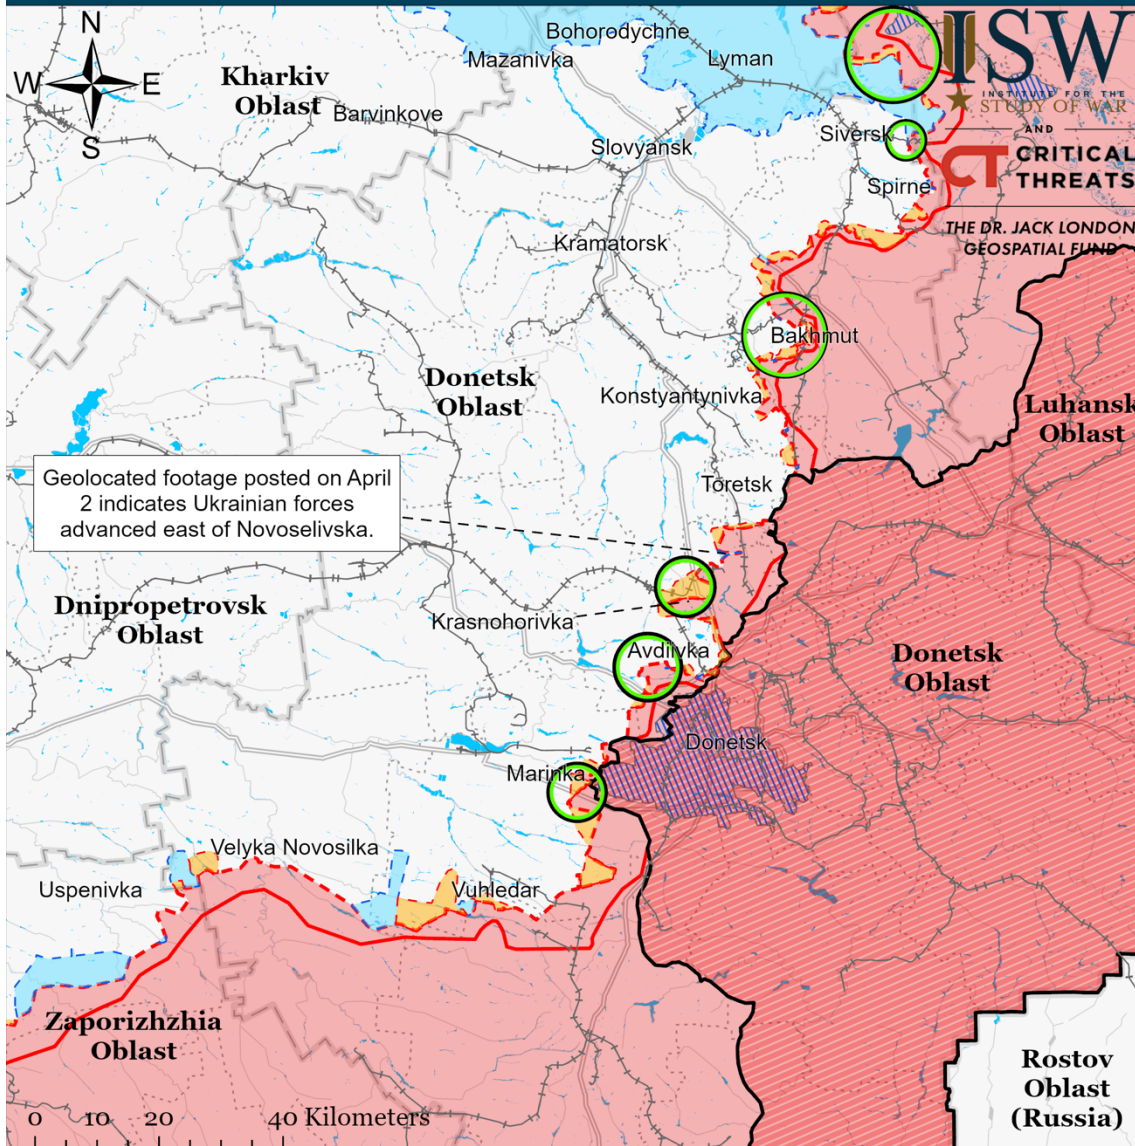 N
W
E
S
Kharkiv
Oblast
Barvinkove
Mazanivka
Bohorodychne
Lyman
ISW
INSTITUTE FOR THE
STUDY OF WAR
AND
CT CRITICAL
THREATS
THE DR. JACK LONDON
GEOSPATIAL FUND
Slovyansk
Siversk
Spirne
Kramatorsk
Bakhmut
Donetsk
Oblast
Konstyantynivka
Luhansk
Oblast
Toretsk
Geolocated footage posted on April
2 indicates Ukrainian forces
advanced east of Novoselivska.
Dnipropetrovsk
Oblast
Krasnohorivka
Avdiivka
Donetsk
Oblast
Donetsk
Marinka
Velyka Novosilka
Uspenivka
Vuhledar
Zaporizhzhia
Oblast
Rostov
Oblast
(Russia)
0 10 20 40 Kilometers